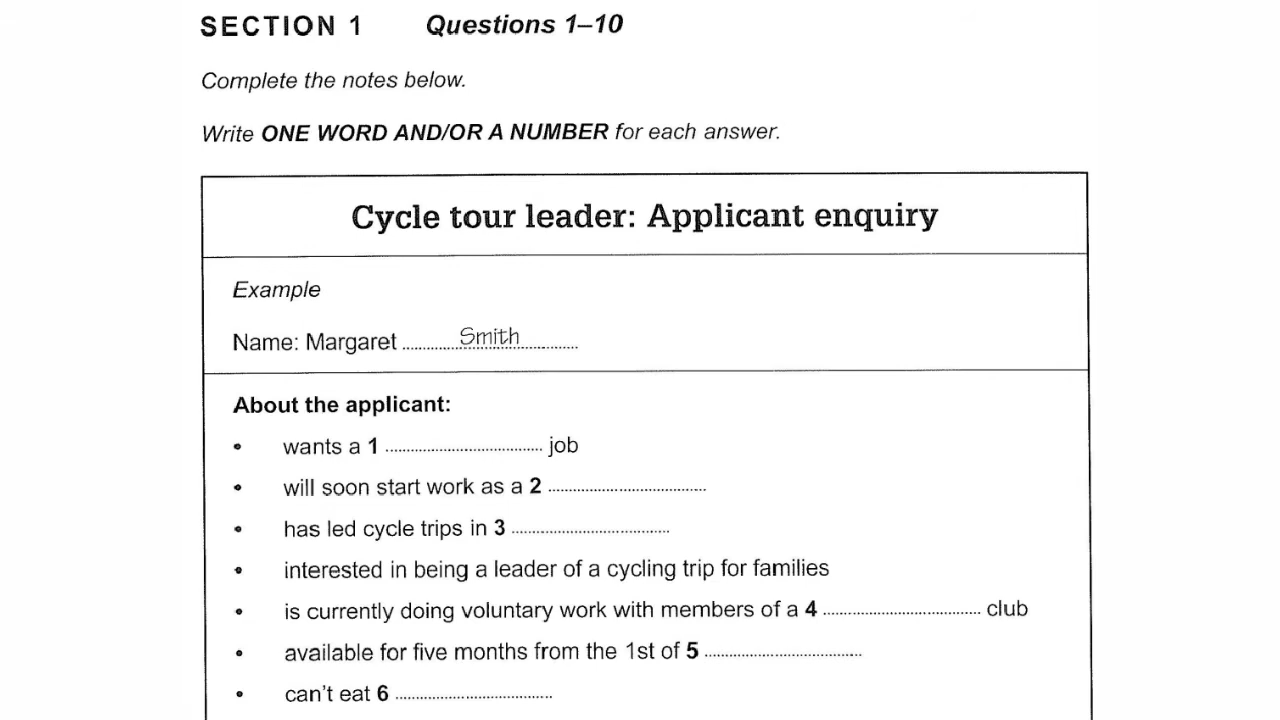 SECTION 1 Questions 1–10
Complete the notes below.
Write ONE WORD AND/OR A NUMBER for each answer.
Cycle tour leader: Applicant enquiry
Example
Name: Margaret ............Smith............
About the applicant:
• wants a 1 ...................................... job
• will soon start work as a 2 ......................................
• has led cycle trips in 3 ......................................
• interested in being a leader of a cycling trip for families
• is currently doing voluntary work with members of a 4 ...................................... club
• available for five months from the 1st of 5 ......................................
• can't eat 6 ......................................